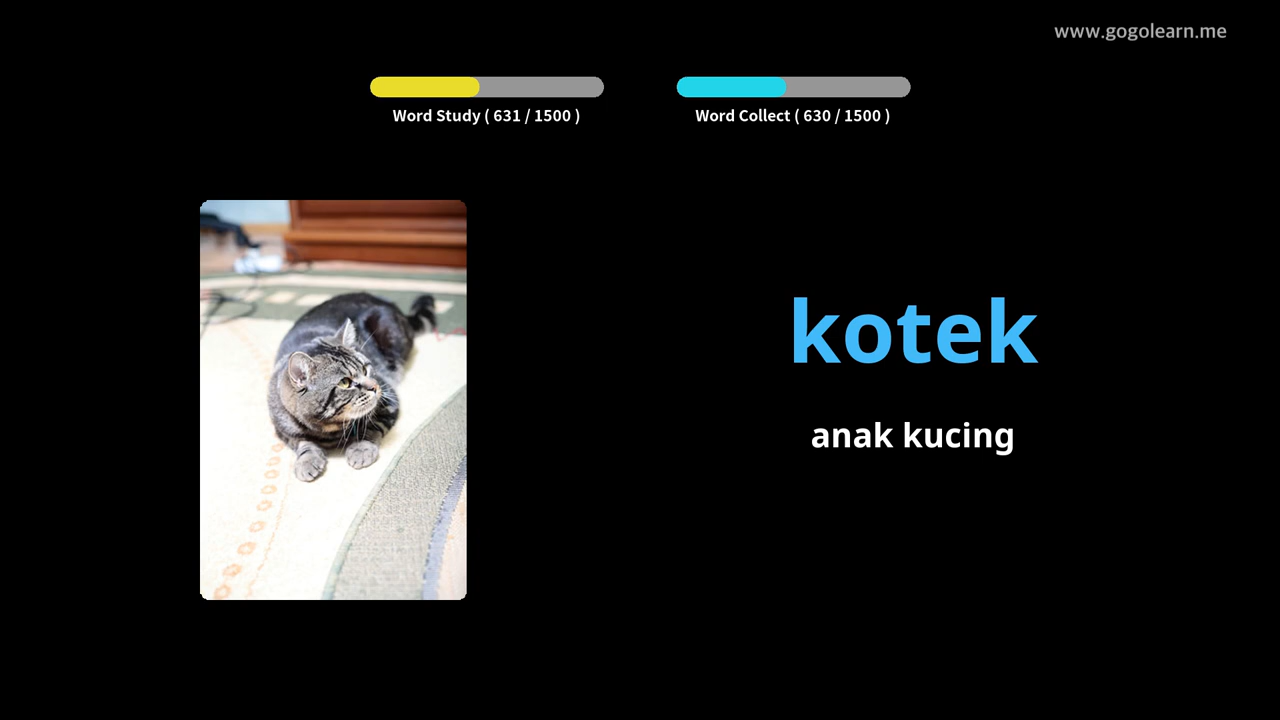 www.gogolearn.me
Word Study ( 631 / 1500 )
Word Collect ( 630 / 1500 )
kotek
anak kucing